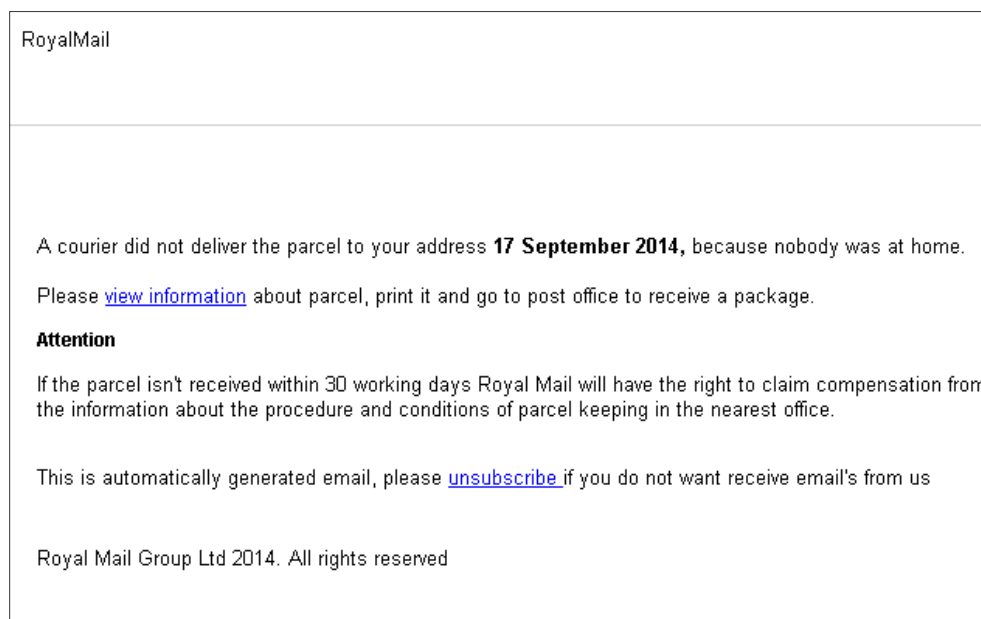 RoyalMail
A courier did not deliver the parcel to your address 17 September 2014, because nobody was at home.
Please view information about parcel, print it and go to post office to receive a package.
Attention
If the parcel isn't received within 30 working days Royal Mail will have the right to claim compensation from
the information about the procedure and conditions of parcel keeping in the nearest office.
This is automatically generated email, please unsubscribe if you do not want receive email's from us
Royal Mail Group Ltd 2014. All rights reserved